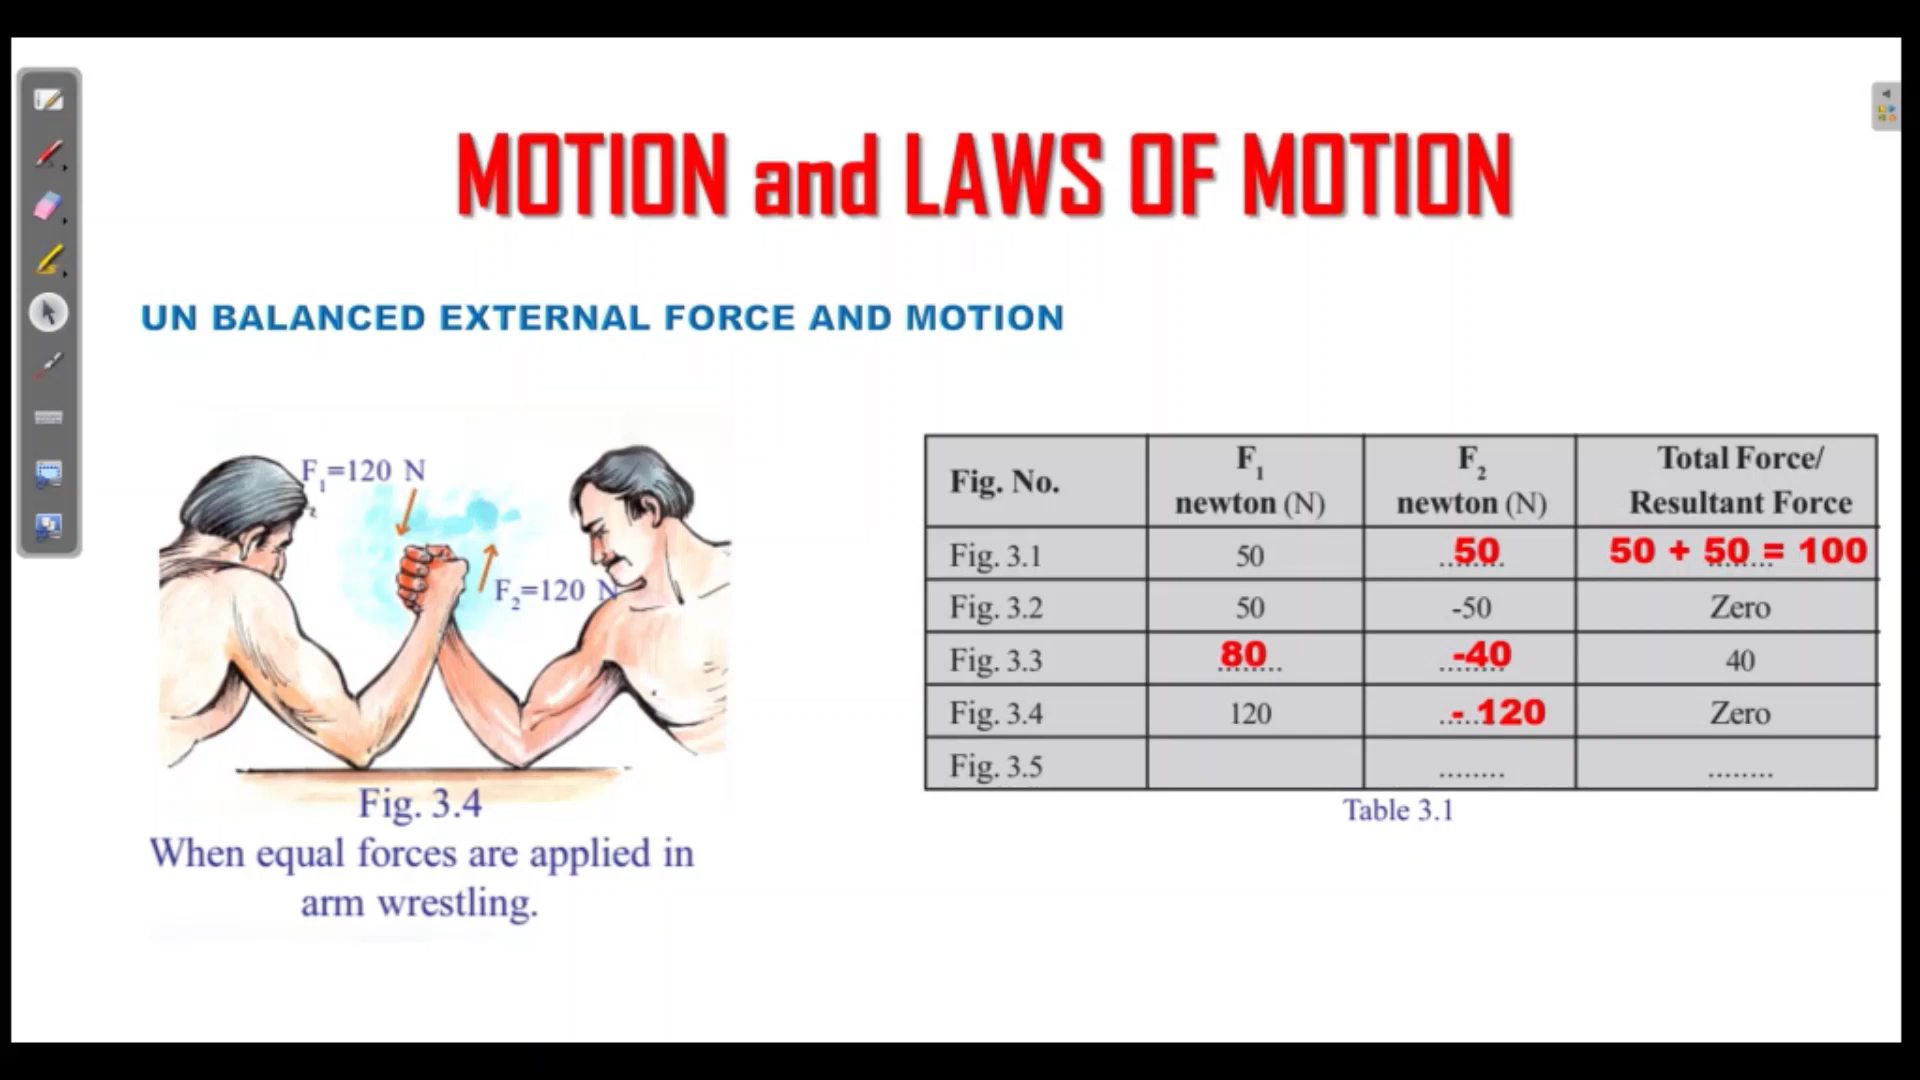 MOTION and LAWS OF MOTION
UN BALANCED EXTERNAL FORCE AND MOTION
F₁=120 N
F₂=120 N
Fig. 3.4
When equal forces are applied in
arm wrestling.
Fig. No. F₁ newton (N) F₂ newton (N) Total Force/ Resultant Force
Fig. 3.1 50 50 50 + 50 = 100
Fig. 3.2 50 -50 Zero
Fig. 3.3 80 -40 40
Fig. 3.4 120 - 120 Zero
Fig. 3.5 ........ ........
Table 3.1